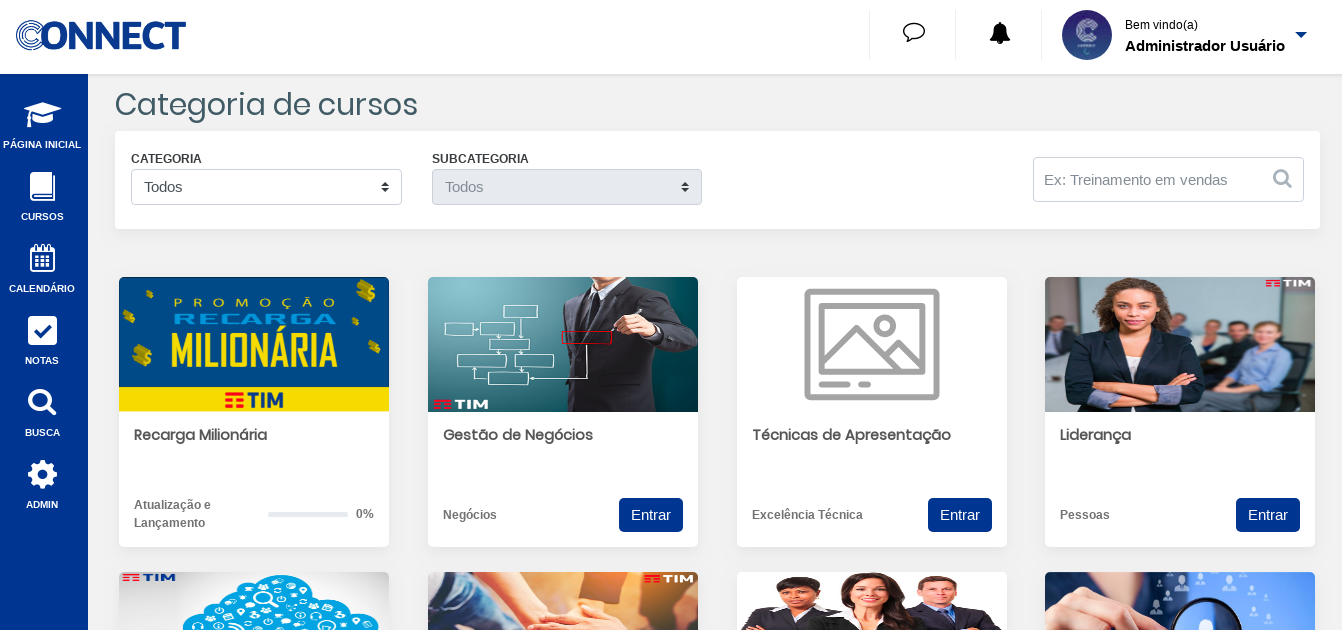 CONNECT
Bem vindo(a)
Administrador Usuário
PÁGINA INICIAL
CURSOS
CALENDÁRIO
NOTAS
BUSCA
ADMIN
Categoria de cursos
CATEGORIA
Todos
SUBCATEGORIA
Todos
Ex: Treinamento em vendas
PROMOÇÃO
RECARGA
MILIONÁRIA
TIM
Recarga Milionária
Atualização e
Lançamento
0%
TIM
Gestão de Negócios
Negócios
Entrar
Técnicas de Apresentação
Excelência Técnica
Entrar
TIM
Liderança
Pessoas
Entrar
TIM
TIM